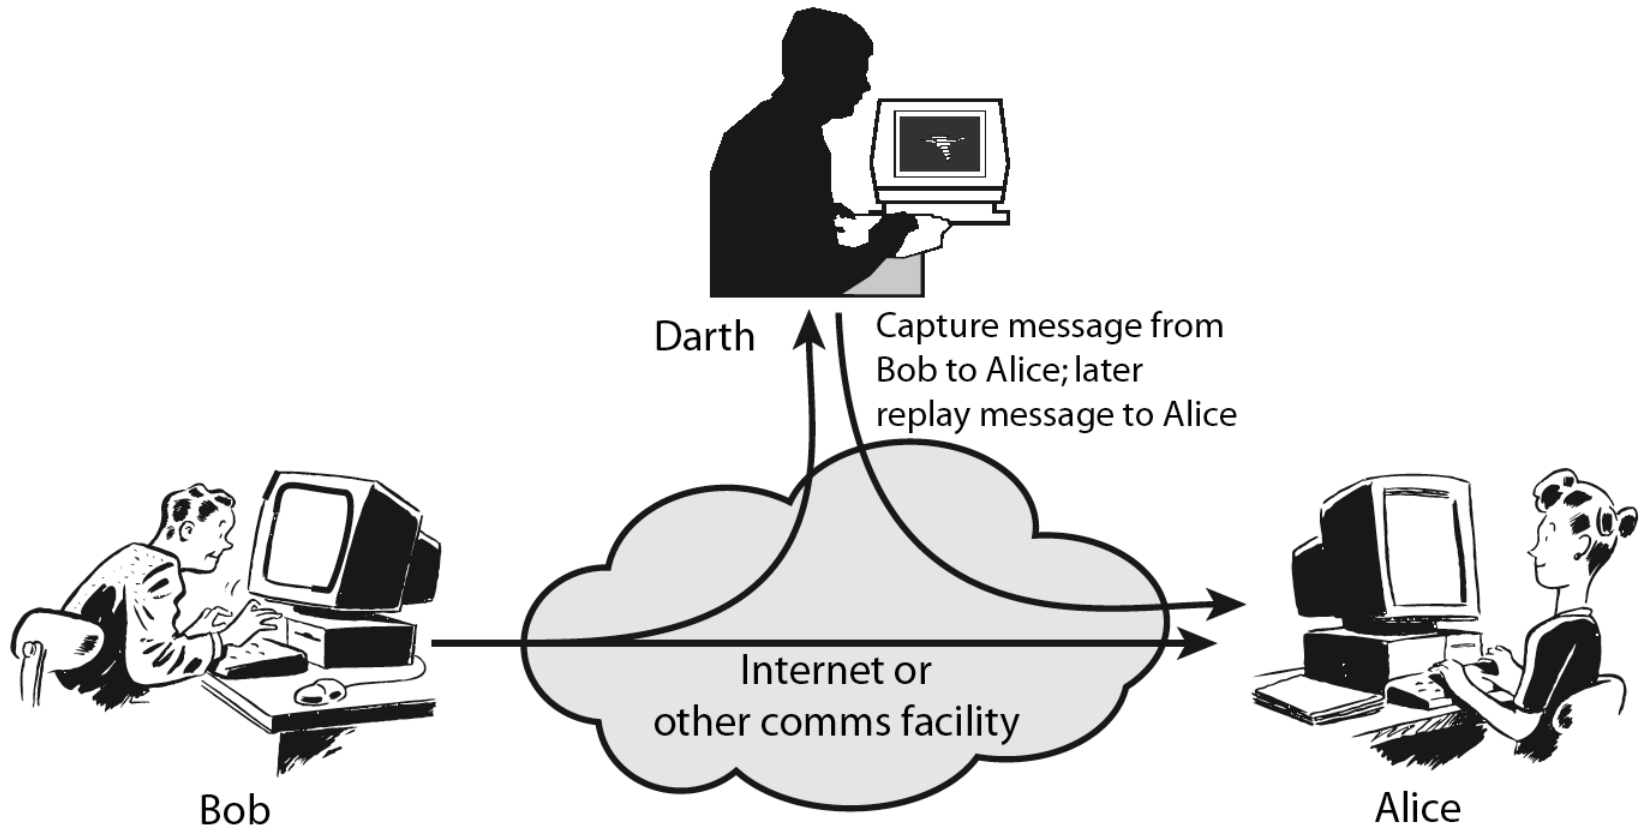 Darth
Capture message from
Bob to Alice; later
replay message to Alice
Internet or
other comms facility
Bob
Alice